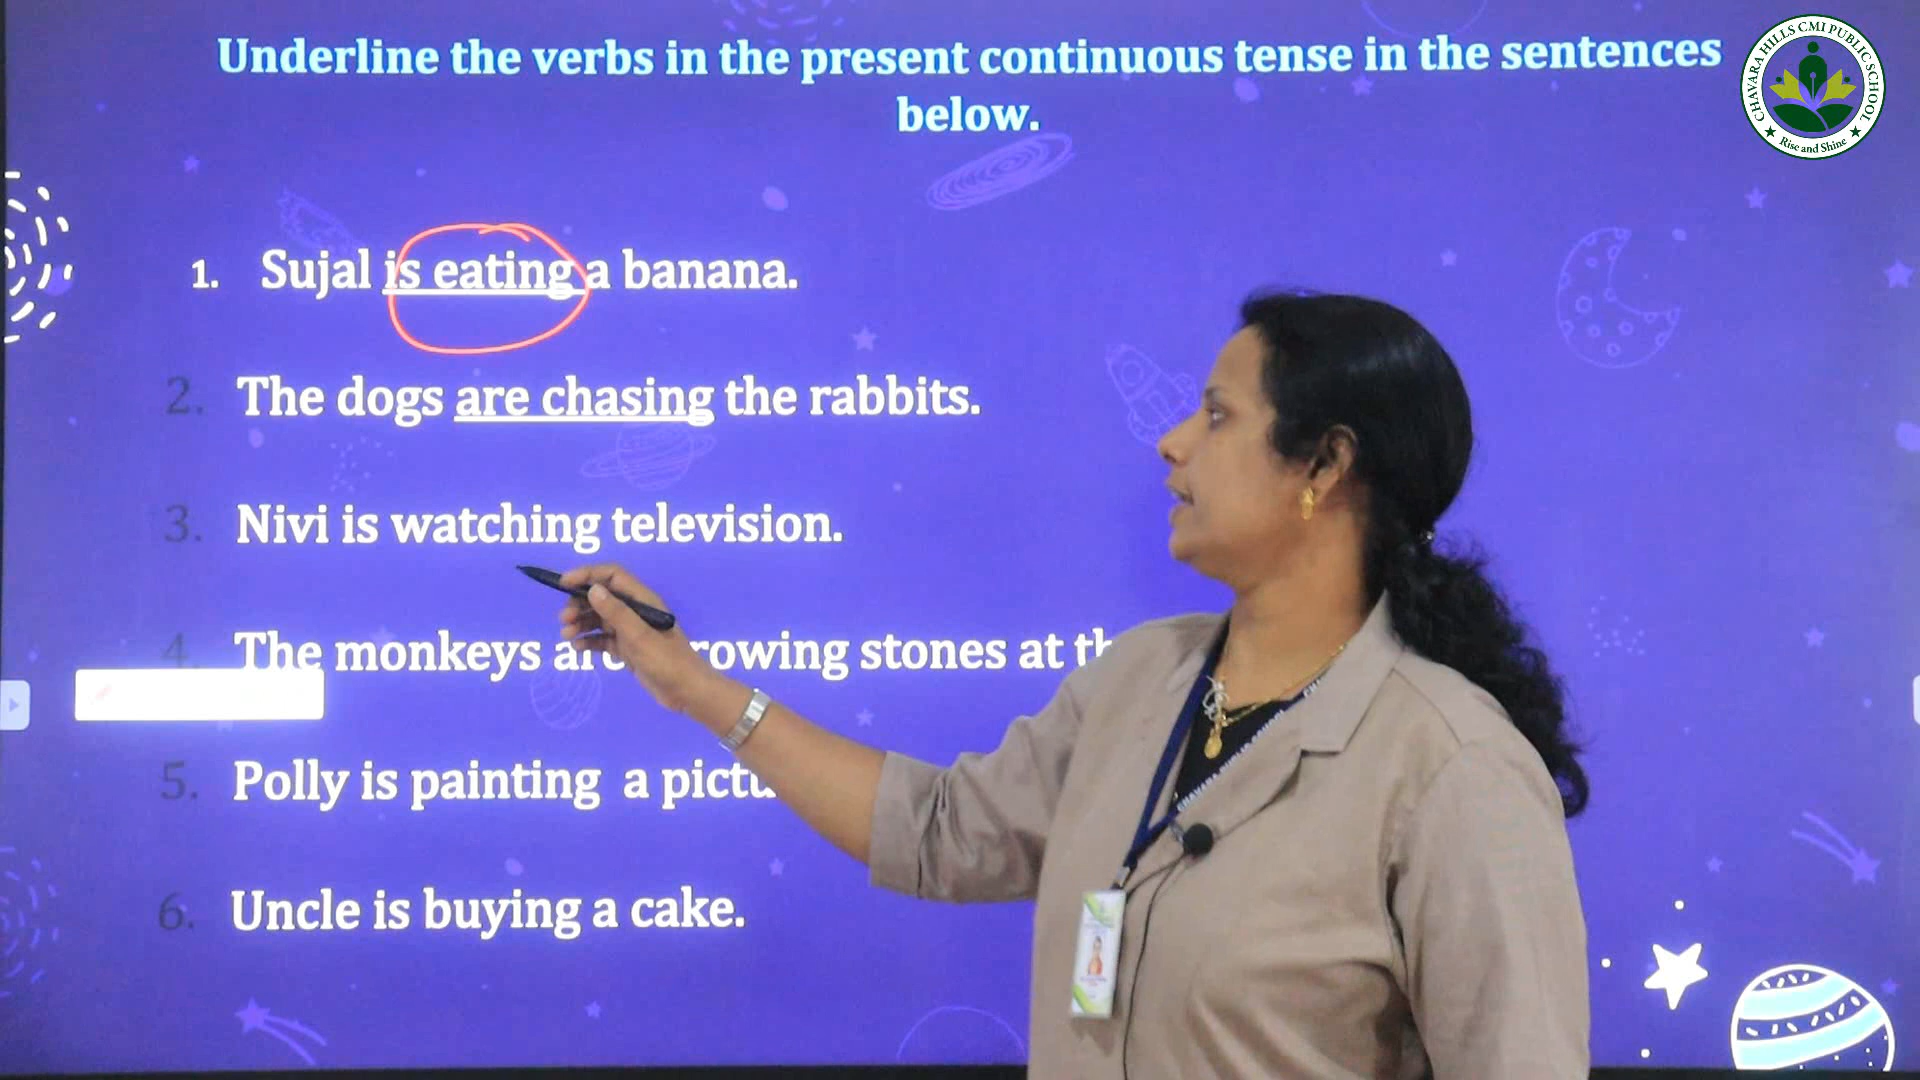 Underline the verbs in the present continuous tense in the sentences
below.
CHAVARA HILLS CMI PUBLIC SCHOOL
Rise and Shine
1. Sujal is eating a banana.
2. The dogs are chasing the rabbits.
3. Nivi is watching television.
4. The monkeys are stones at
5. Polly is painting a
6. Uncle is buying a cake.